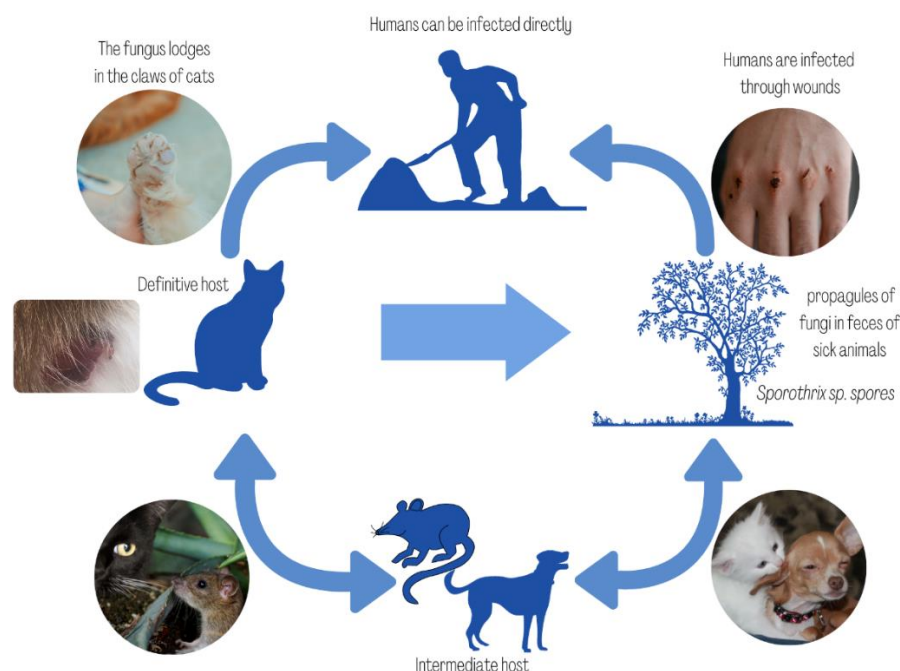 Humans can be infected directly
The fungus lodges
in the claws of cats
Humans are infected
through wounds
Definitive host
propagules of
fungi in feces of
sick animals
Sporothrix sp. spores
Intermediate host